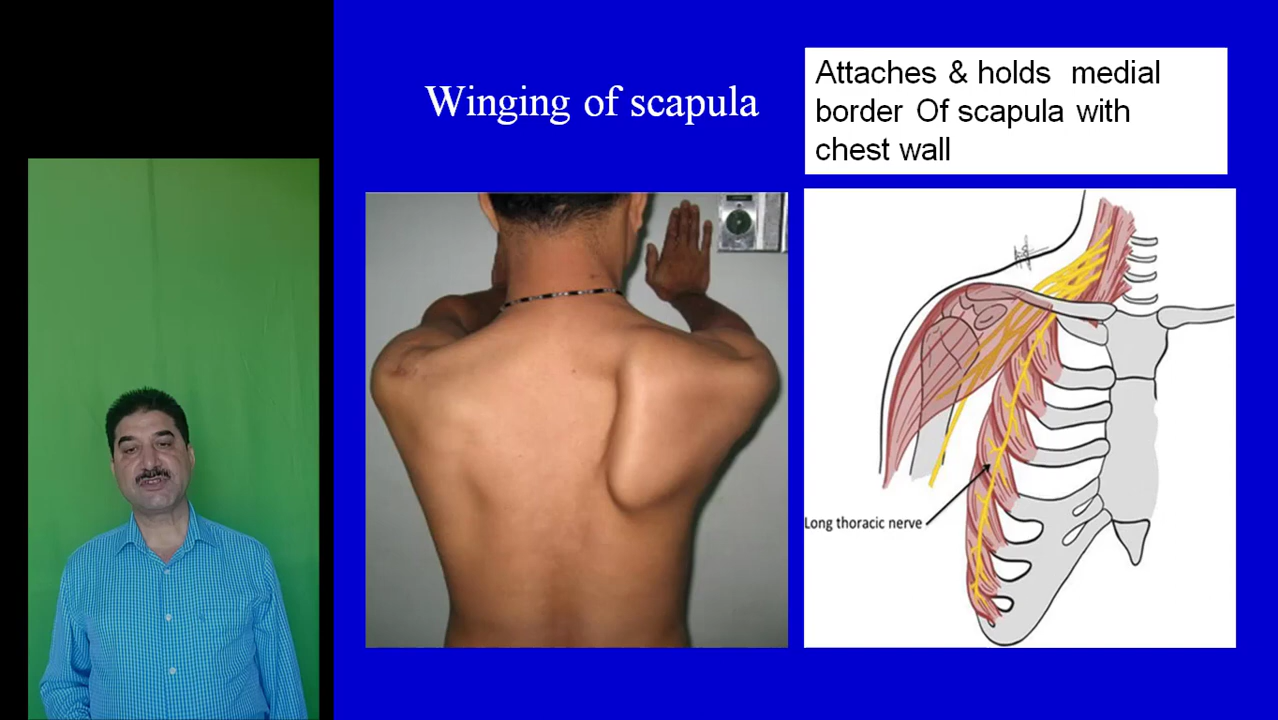 Winging of scapula
Attaches & holds  medial
border Of scapula with
chest wall
Long thoracic nerve